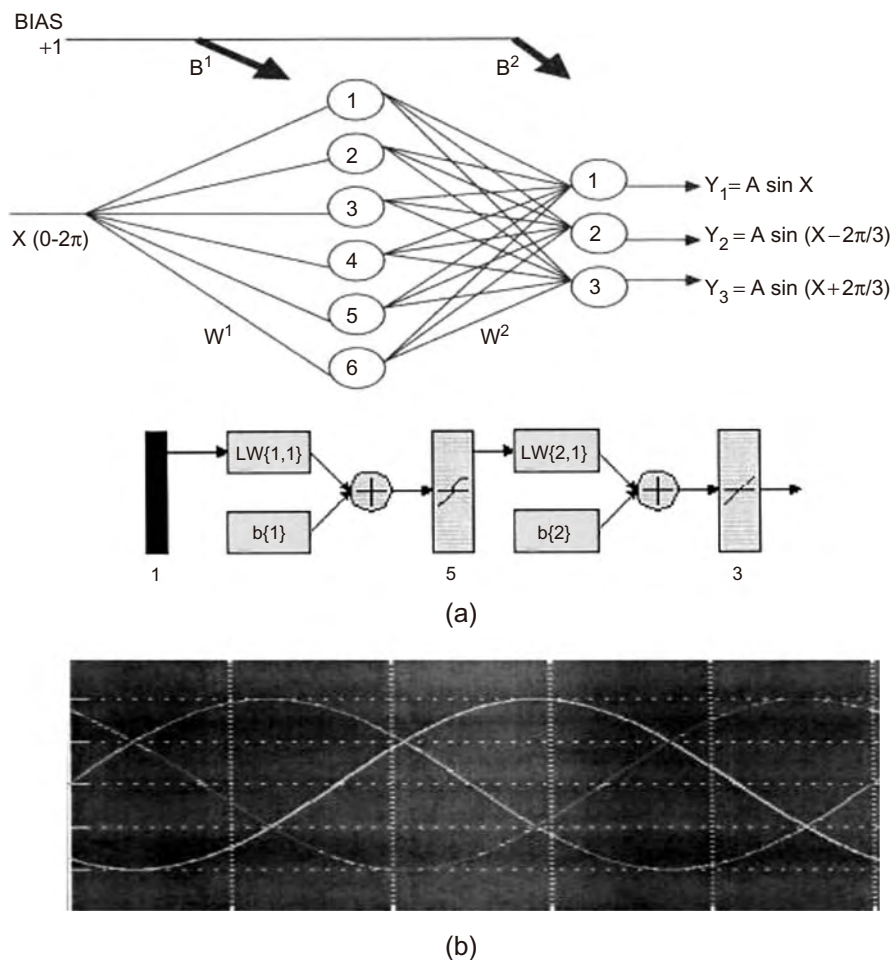 BIAS
+1
B¹
B²
1
2
3
4
5
6
1
2
3
X (0-2π)
W¹
W²
Y₁= A sin X
Y₂ = A sin (X−2π/3)
Y₃ = A sin (X+2π/3)
LW{1,1}
b{1}
LW{2,1}
b{2}
1
5
3
(a)
(b)